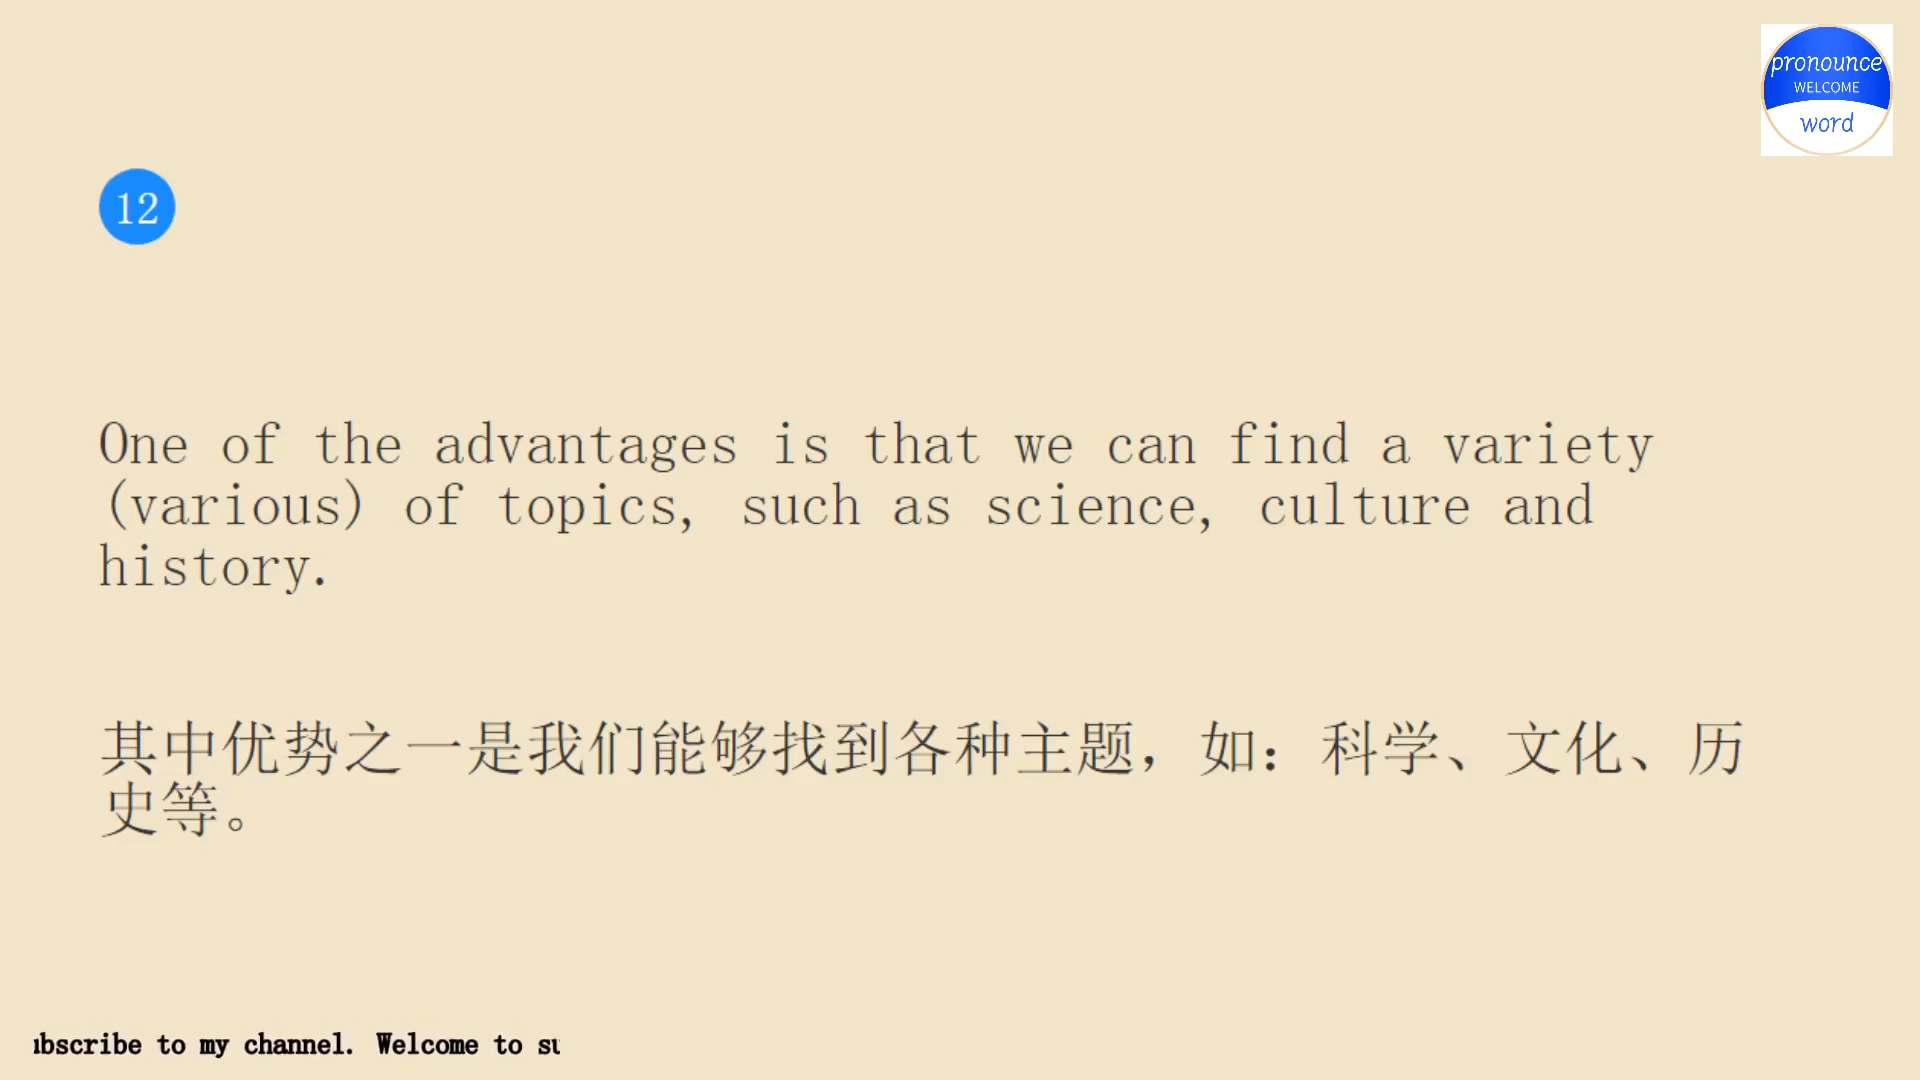 pronounce
WELCOME
word
12
One of the advantages is that we can find a variety
(various) of topics, such as science, culture and
history.
其中优势之一是我们能够找到各种主题，如：科学、文化、历
史等。
to my channel. Welcome to